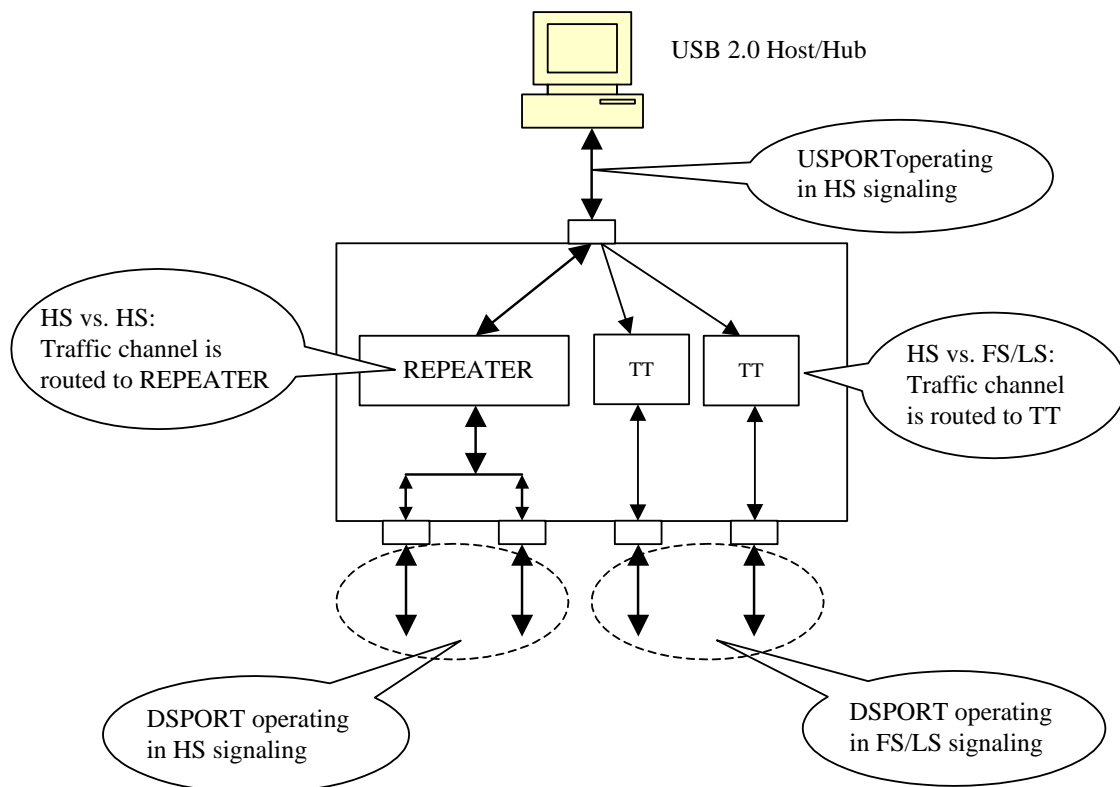 USB 2.0 Host/Hub
USPORToperating
in HS signaling
HS vs. HS:
Traffic channel is
routed to REPEATER
REPEATER
TT
TT
HS vs. FS/LS:
Traffic channel
is routed to TT
DSPORT operating
in HS signaling
DSPORT operating
in FS/LS signaling